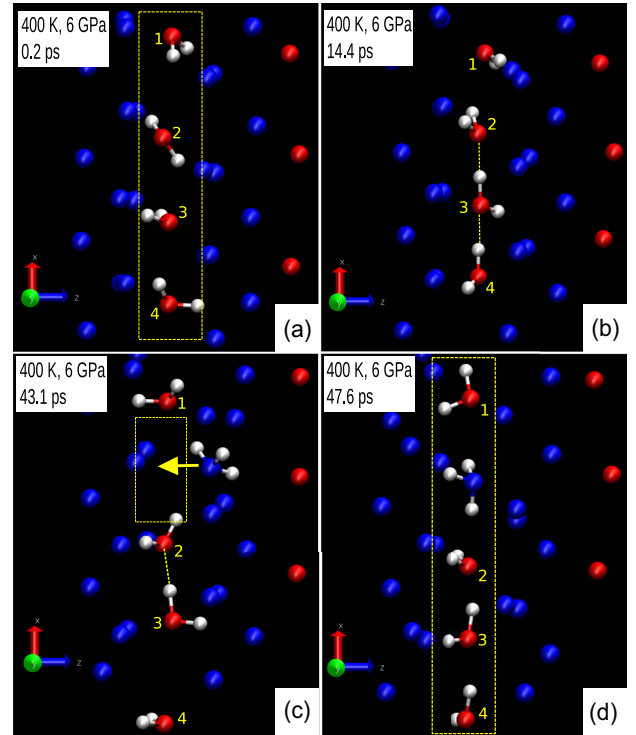 400 K, 6 GPa
0.2 ps
1
2
3
4
x
y
z
(a)
400 K, 6 GPa
14.4 ps
1
2
3
4
x
y
z
(b)
400 K, 6 GPa
43.1 ps
1
2
3
4
x
y
z
(c)
400 K, 6 GPa
47.6 ps
1
2
3
4
x
y
z
(d)